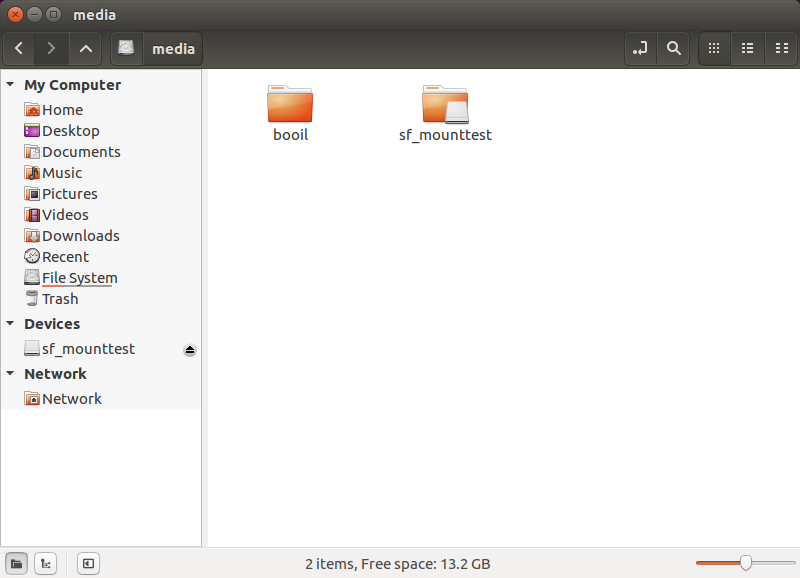 media
media
My Computer
Home
Desktop
Documents
Music
Pictures
Videos
Downloads
Recent
File System
Trash
Devices
sf_mounttest
Network
Network
booil
sf_mounttest
2 items, Free space: 13.2 GB